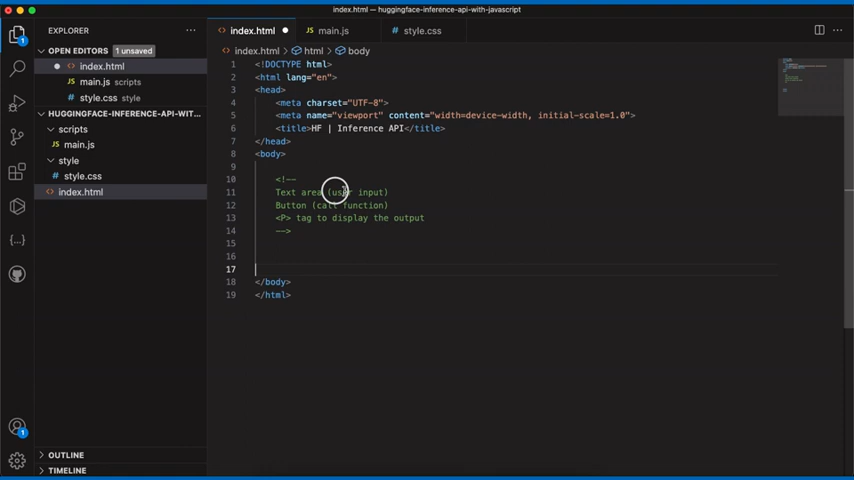 index.html — huggingface-inference-api-with-javascript
EXPLORER
OPEN EDITORS 1 unsaved
index.html
main.js scripts
style.css style
HUGGINGFACE-INFERENCE-API-WIT...
scripts
main.js
style
style.css
index.html
OUTLINE
TIMELINE
1
1
index.html
main.js
style.css
index.html > html > body
1 <!DOCTYPE html>
2 <html lang="en">
3 <head>
4 <meta charset="UTF-8">
5 <meta name="viewport" content="width=device-width, initial-scale=1.0">
6 <title>HF | Inference API</title>
7 </head>
8 <body>
9
10 <!--
11 Text area (user input)
12 Button (call function)
13 <P> tag to display the output
14 -->
15
16
17
18 </body>
19 </html>